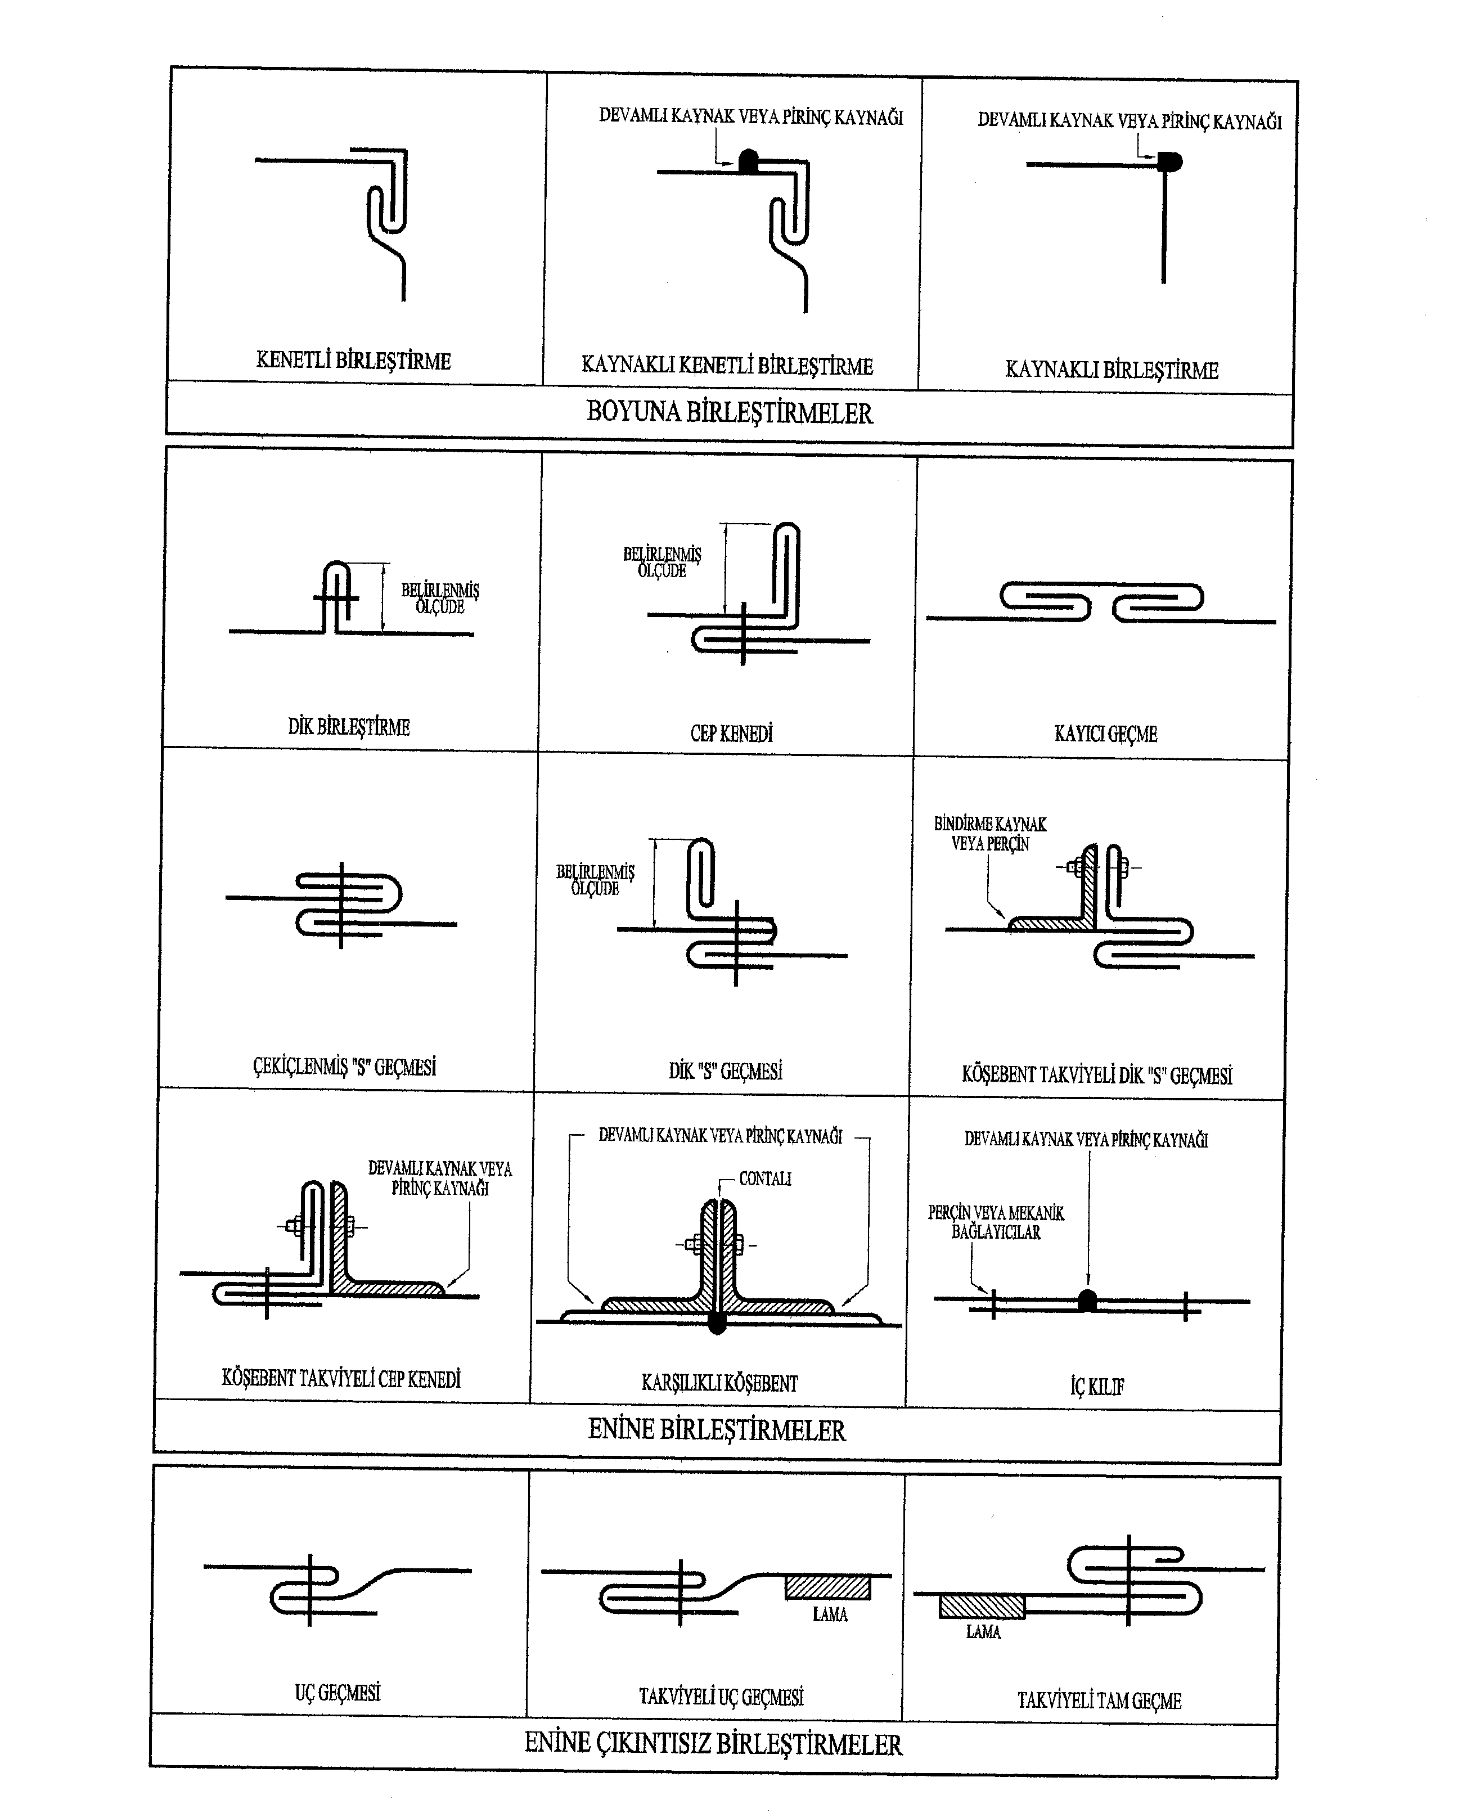 DEVAMLI KAYNAK VEYA PİRİNÇ KAYNAĞI
DEVAMLI KAYNAK VEYA PİRİNÇ KAYNAĞI
KENETLİ BİRLEŞTİRME
KAYNAKLI KENETLİ BİRLEŞTİRME
KAYNAKLI BİRLEŞTİRME
BOYUNA BİRLEŞTİRMELER
BELİRLENMİŞ
ÖLÇÜDE
BELİRLENMİŞ
ÖLÇÜDE
DİK BİRLEŞTİRME
CEP KENEDİ
KAYICI GEÇME
BELİRLENMİŞ
ÖLÇÜDE
BİNDİRME KAYNAK
VEYA PERÇİN
ÇEKİÇLENMİŞ "S" GEÇMESİ
DİK "S" GEÇMESİ
KÖŞEBENT TAKVİYELİ DİK "S" GEÇMESİ
DEVAMLI KAYNAK VEYA
PİRİNÇ KAYNAĞI
DEVAMLI KAYNAK VEYA PİRİNÇ KAYNAĞI
CONTALI
DEVAMLI KAYNAK VEYA PİRİNÇ KAYNAĞI
PERÇİN VEYA MEKANİK
BAĞLAYICILAR
KÖŞEBENT TAKVİYELİ CEP KENEDİ
KARŞILIKLI KÖŞEBENT
İÇ KILIF
ENİNE BİRLEŞTİRMELER
LAMA
LAMA
UÇ GEÇMESİ
TAKVİYELİ UÇ GEÇMESİ
TAKVİYELİ TAM GEÇME
ENİNE ÇIKINTISIZ BİRLEŞTİRMELER